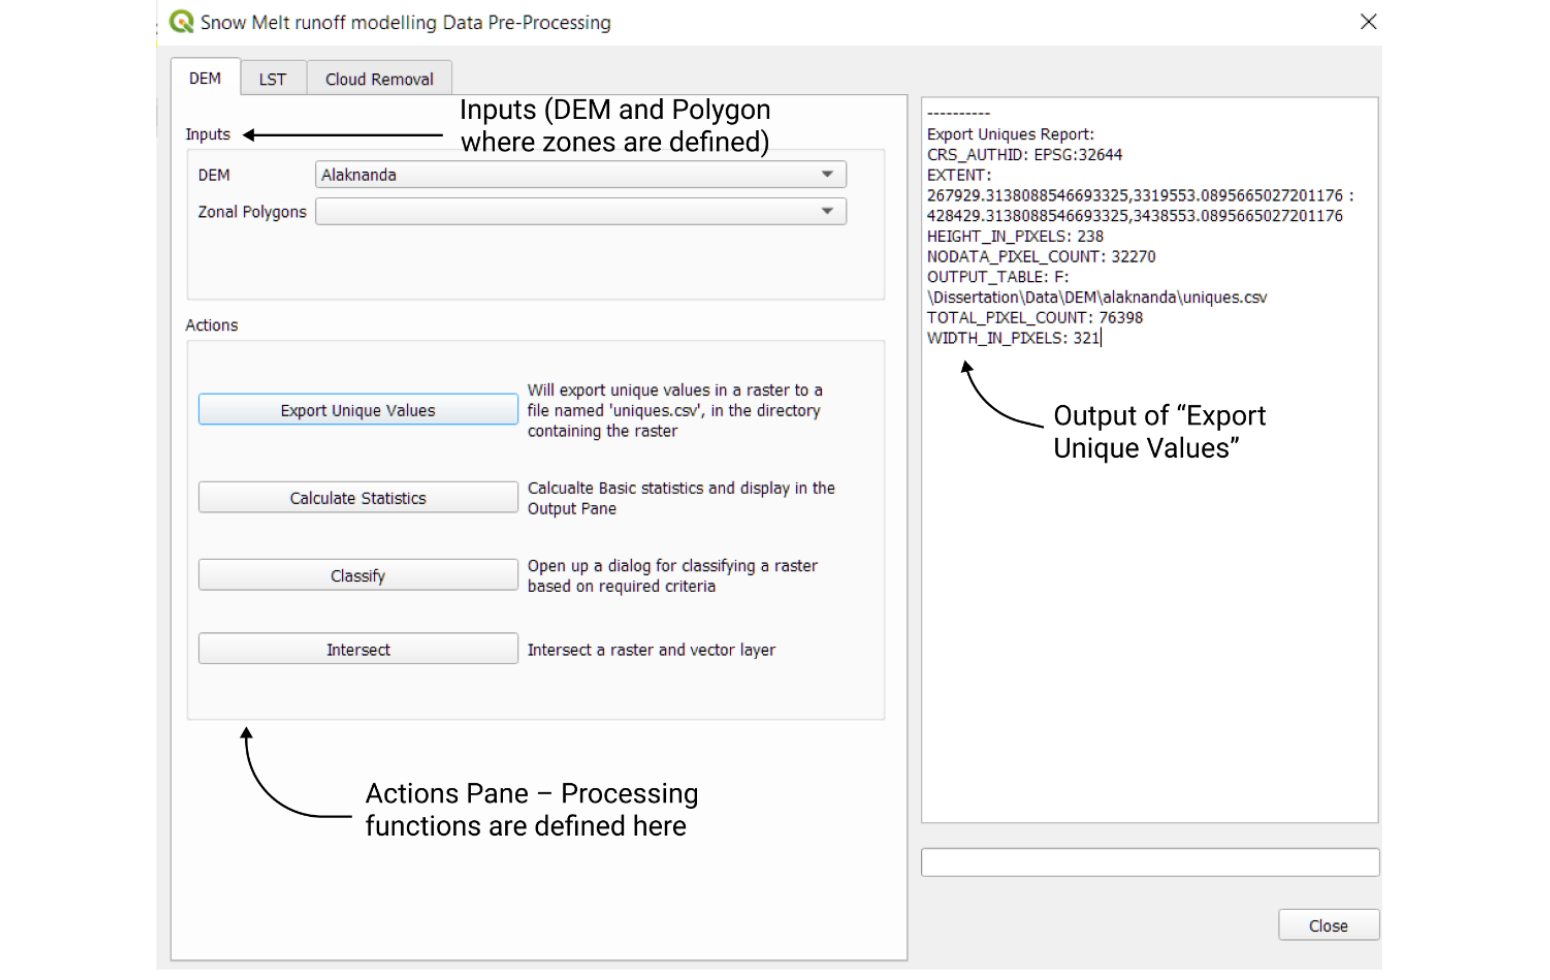 Snow Melt runoff modelling Data Pre-Processing
DEM
LST
Cloud Removal
Inputs (DEM and Polygon
where zones are defined)
Inputs
DEM
Alaknanda
Zonal Polygons
Actions
Export Unique Values
Will export unique values in a raster to a
file named 'uniques.csv', in the directory
containing the raster
Calculate Statistics
Calcualte Basic statistics and display in the
Output Pane
Classify
Open up a dialog for classifying a raster
based on required criteria
Intersect
Intersect a raster and vector layer
Actions Pane – Processing
functions are defined here
----------
Export Uniques Report:
CRS_AUTHID: EPSG:32644
EXTENT:
267929.3138088546693325,3319553.0895665027201176 :
428429.3138088546693325,3438553.0895665027201176
HEIGHT_IN_PIXELS: 238
NODATA_PIXEL_COUNT: 32270
OUTPUT_TABLE: F:
\Dissertation\Data\DEM\alaknanda\uniques.csv
TOTAL_PIXEL_COUNT: 76398
WIDTH_IN_PIXELS: 321
Output of “Export
Unique Values”
Close